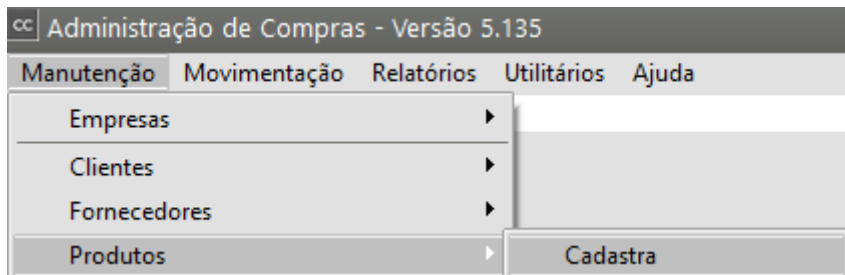 cc Administração de Compras - Versão 5.135
Manutenção Movimentação Relatórios Utilitários Ajuda
Empresas
Clientes
Fornecedores
Produtos Cadastra